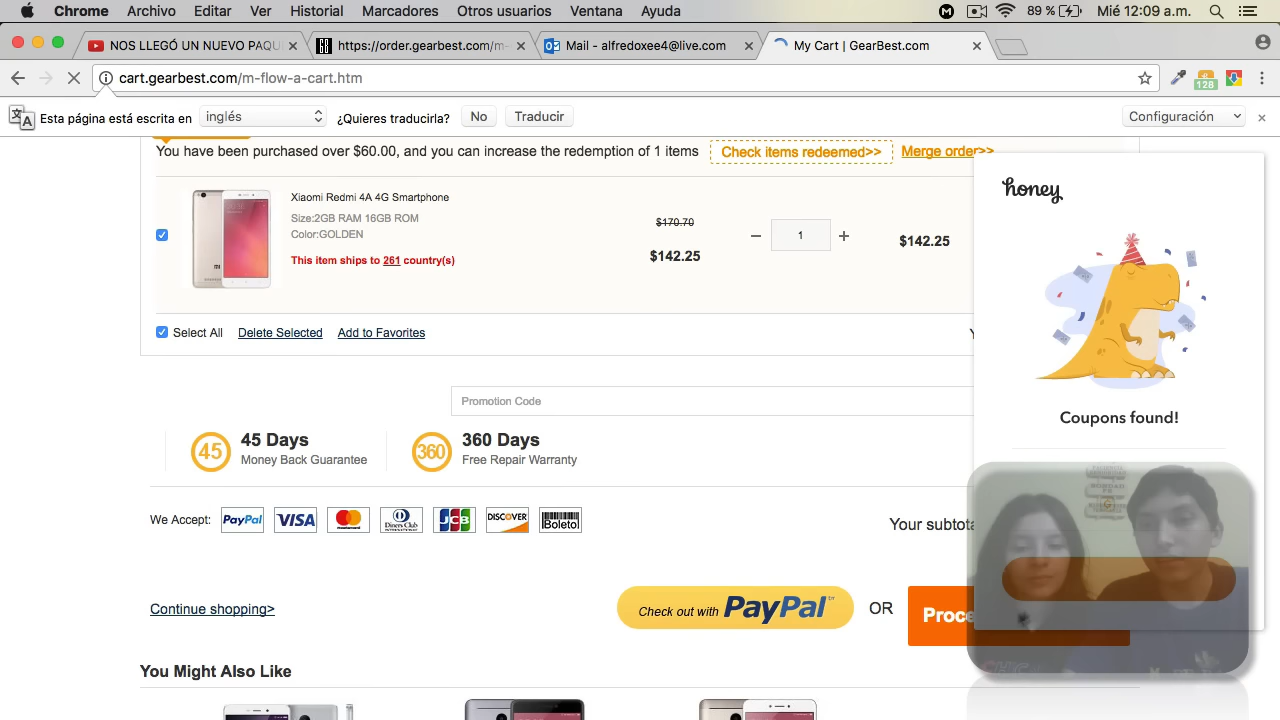 Chrome Archivo Editar Ver Historial Marcadores Otros usuarios Ventana Ayuda M 89 % Mié 12:09 a.m.
NOS LLEGÓ UN NUEVO PAQU https://order.gearbest.com/m- Mail - alfredoxee4@live.com My Cart | GearBest.com
cart.gearbest.com/m-flow-a-cart.htm 128
Esta página está escrita en inglés ¿Quieres traducirla? No Traducir Configuración
You have been purchased over $60.00, and you can increase the redemption of 1 items Check items redeemed>> Merge order>>
honey
Xiaomi Redmi 4A 4G Smartphone
Size:2GB RAM 16GB ROM $170.70
Color:GOLDEN 1 $142.25
This item ships to 261 country(s) $142.25
Select All Delete Selected Add to Favorites Y
Promotion Code
Coupons found!
45 45 Days 360 360 Days
Money Back Guarantee Free Repair Warranty
We Accept: PayPal VISA MasterCard Diners Club INTERNATIONAL JCB DISCOVER Boleto Your subtota
Continue shopping> Check out with PayPal OR Proce
You Might Also Like